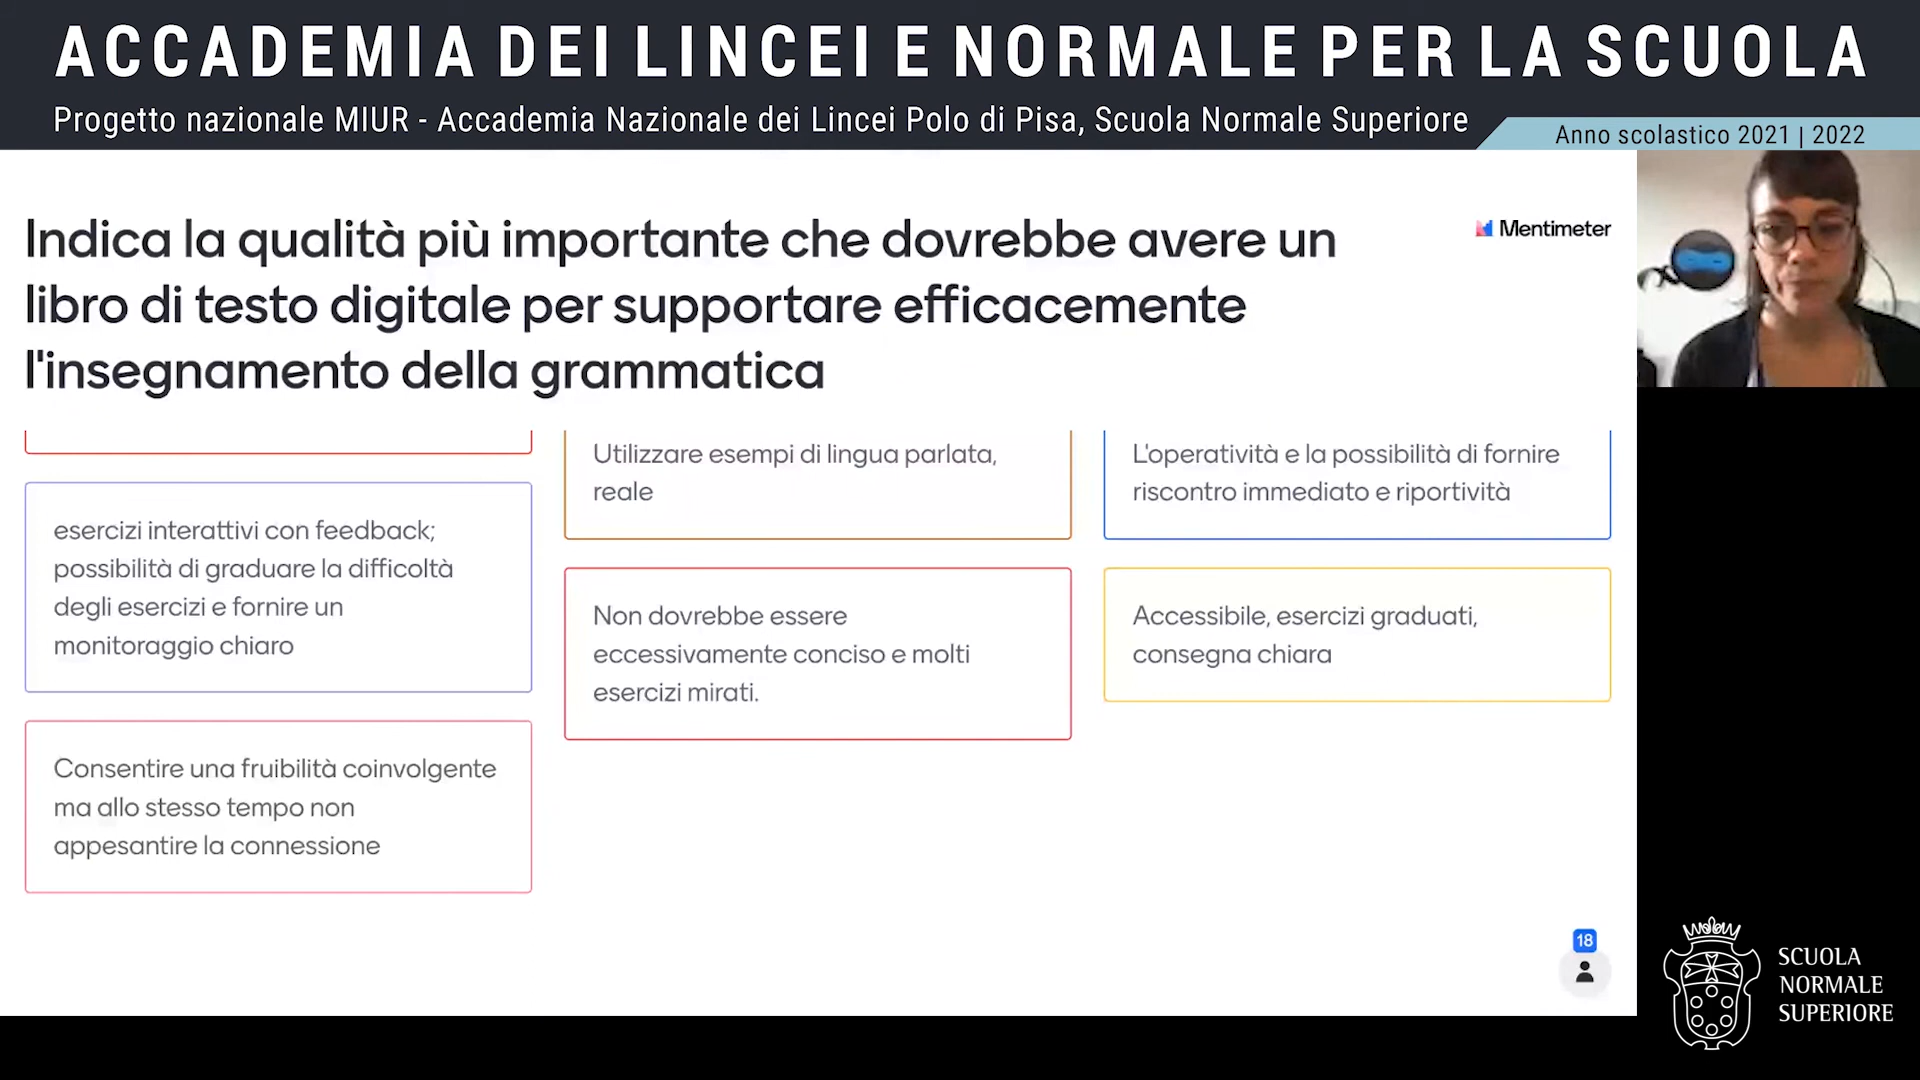 ACCADEMIA DEI LINCEI E NORMALE PER LA SCUOLA
Progetto nazionale MIUR - Accademia Nazionale dei Lincei Polo di Pisa, Scuola Normale Superiore
Anno scolastico 2021 | 2022
Indica la qualità più importante che dovrebbe avere un
libro di testo digitale per supportare efficacemente
l'insegnamento della grammatica
Mentimeter
esercizi interattivi con feedback;
possibilità di graduare la difficoltà
degli esercizi e fornire un
monitoraggio chiaro
Consentire una fruibilità coinvolgente
ma allo stesso tempo non
appesantire la connessione
Utilizzare esempi di lingua parlata,
reale
Non dovrebbe essere
eccessivamente conciso e molti
esercizi mirati.
L'operatività e la possibilità di fornire
riscontro immediato e riportività
Accessibile, esercizi graduati,
consegna chiara
18
SCUOLA
NORMALE
SUPERIORE